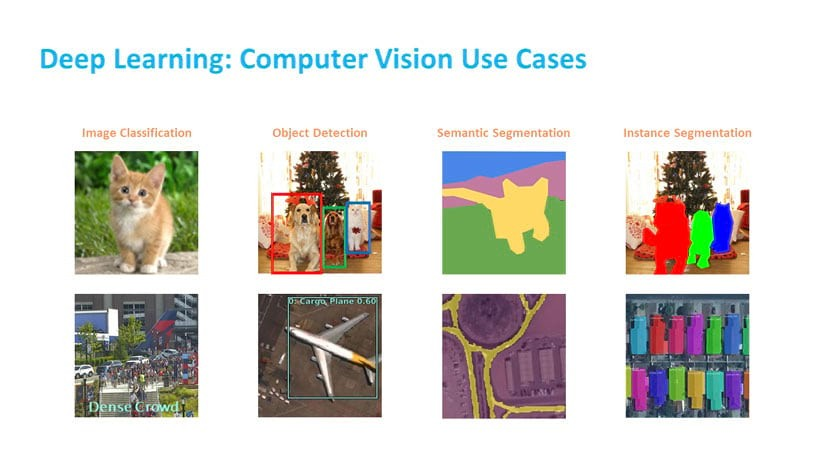 Deep Learning: Computer Vision Use Cases
Image Classification
Object Detection
Semantic Segmentation
Instance Segmentation
Dense Crowd
0: Cargo Plane 0.60